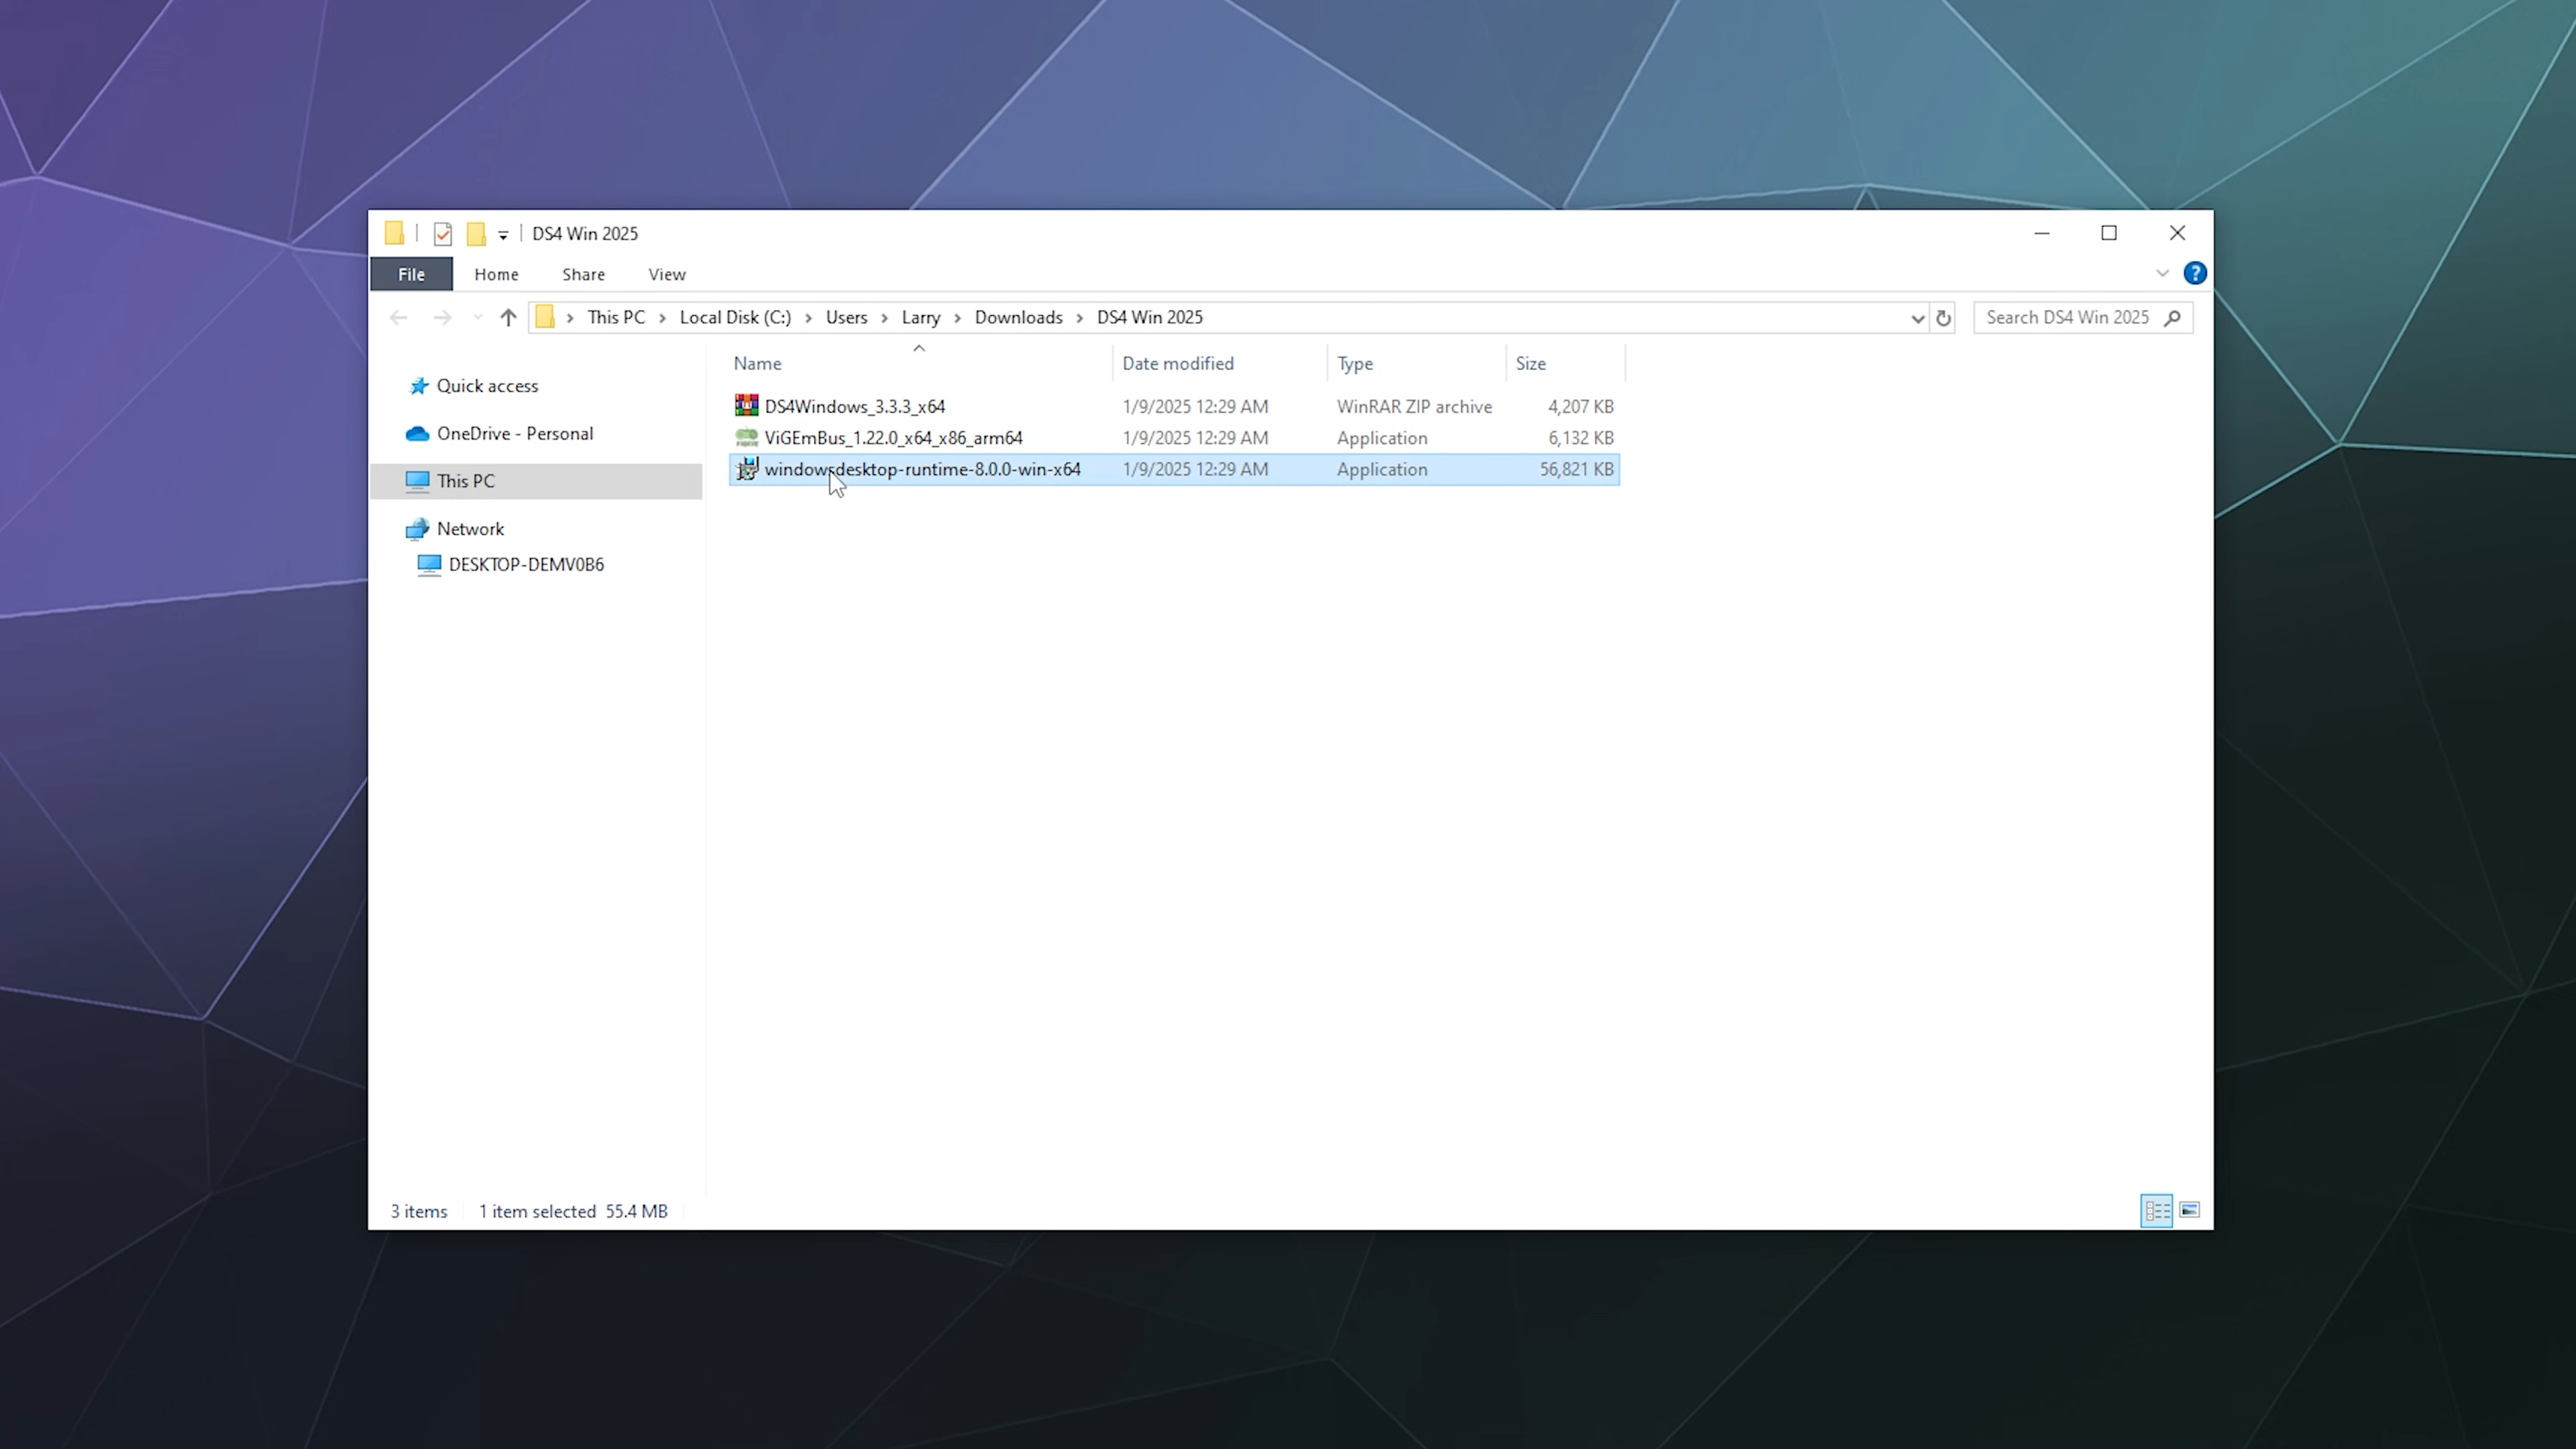 DS4 Win 2025
File Home Share View
This PC Local Disk (C:) Users Larry Downloads DS4 Win 2025
Search DS4 Win 2025
Name Date modified Type Size
Quick access
OneDrive - Personal
This PC
Network
DESKTOP-DEMV0B6
DS4Windows_3.3.3_x64 1/9/2025 12:29 AM WinRAR ZIP archive 4,207 KB
ViGEmBus_1.22.0_x64_x86_arm64 1/9/2025 12:29 AM Application 6,132 KB
windowsdesktop-runtime-8.0.0-win-x64 1/9/2025 12:29 AM Application 56,821 KB
3 items 1 item selected 55.4 MB